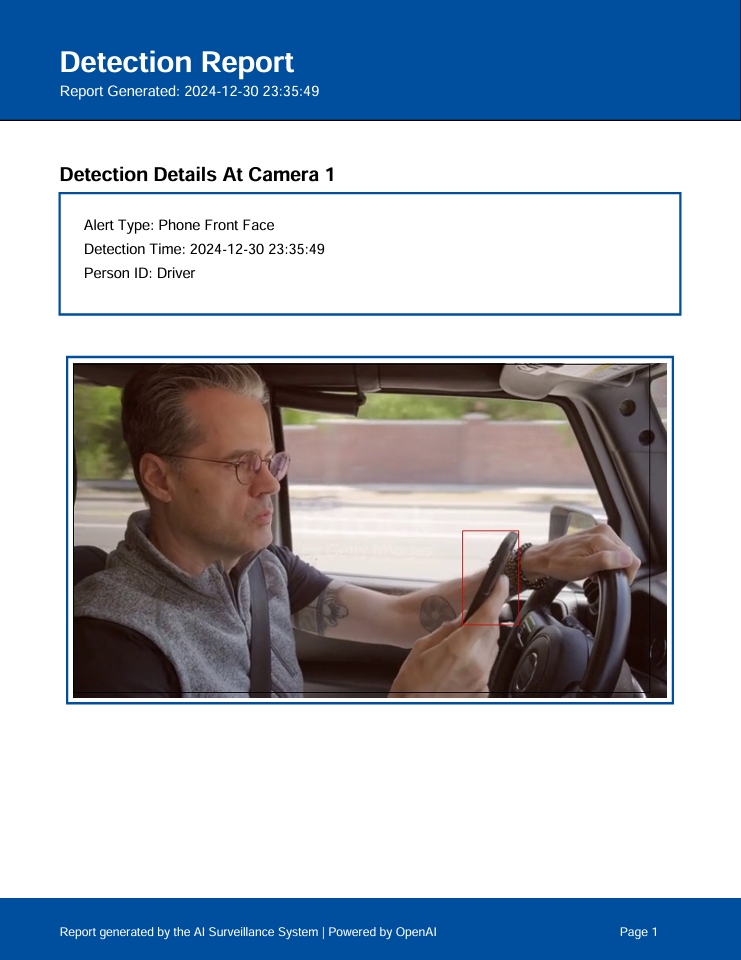 Detection Report
Report Generated: 2024-12-30 23:35:49
Detection Details At Camera 1
Alert Type: Phone Front Face
Detection Time: 2024-12-30 23:35:49
Person ID: Driver
Report generated by the AI Surveillance System | Powered by OpenAI
Page 1